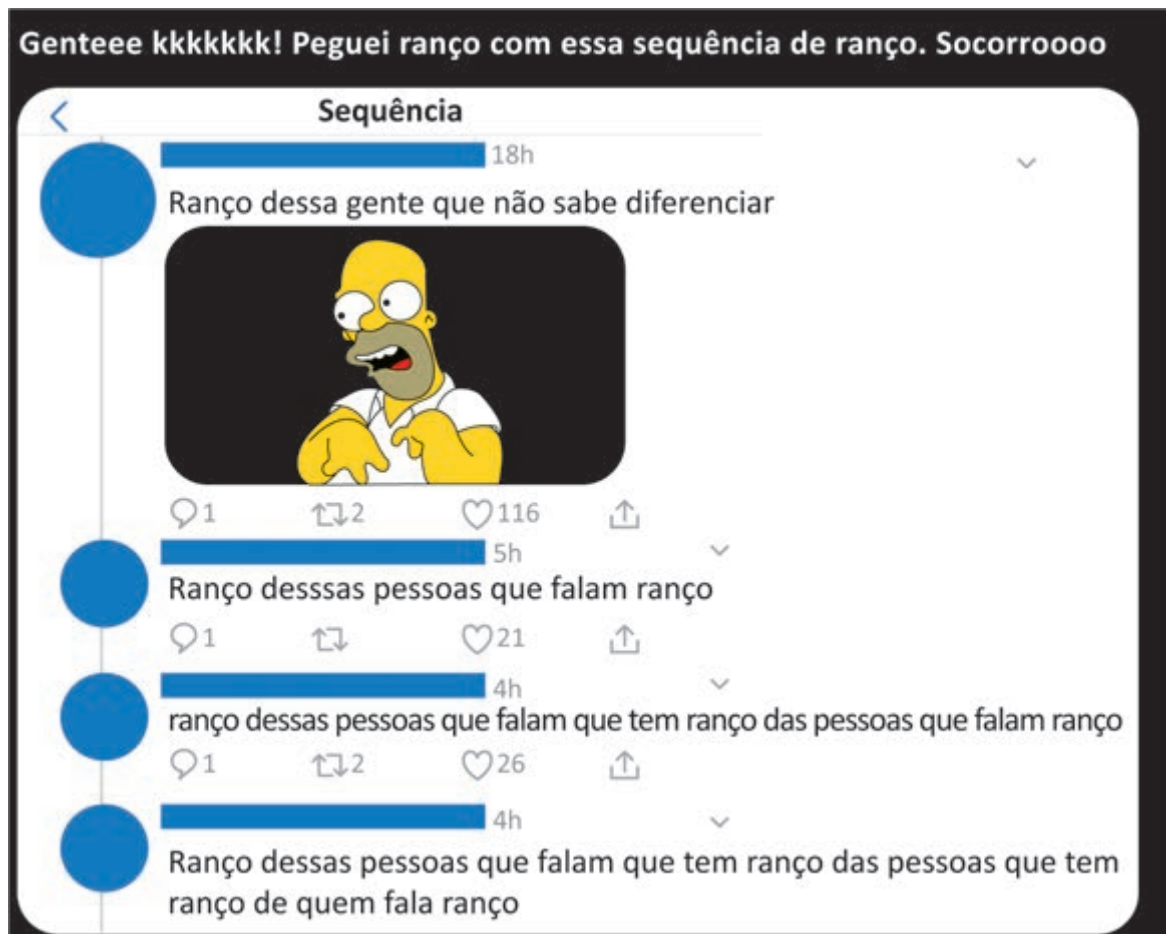 Genteee kkkkkkk! Peguei ranço com essa sequência de ranço. Socorroooo
Sequência
18h
Ranço dessa gente que não sabe diferenciar
1 2 116
5h
Ranço desssas pessoas que falam ranço
1 21
4h
ranço dessas pessoas que falam que tem ranço das pessoas que falam ranço
1 2 26
4h
Ranço dessas pessoas que falam que tem ranço das pessoas que tem
ranço de quem fala ranço